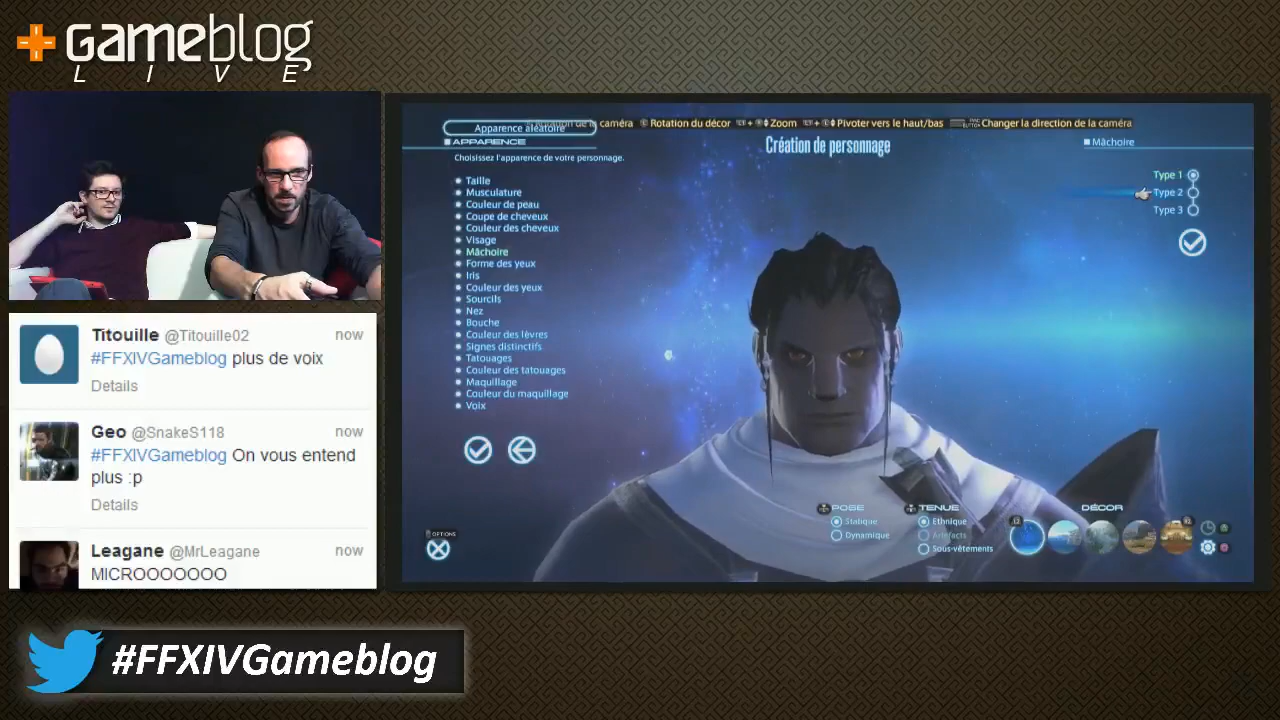 Gameblog
LIVE
Titouille @Titouille02 now
#FFXIVGameblog plus de voix
Details
Geo @SnakeS118 now
#FFXIVGameblog On vous entend
plus :p
Details
Leagane @MrLeagane now
MICROOOOOOO
#FFXIVGameblog
Apparence aléatoire
caméra Rotation du décor + Zoom + Pivoter vers le haut/bas Changer la direction de la caméra
APPARENCE
Création de personnage
Mâchoire
Choisissez l'apparence de votre personnage.
Taille
Musculature
Couleur de peau
Coupe de cheveux
Couleur des cheveux
Visage
Mâchoire
Forme des yeux
Iris
Couleur des yeux
Sourcils
Nez
Bouche
Couleur des lèvres
Signes distinctifs
Tatouages
Couleur des tatouages
Maquillage
Couleur du maquillage
Voix
Type 1
Type 2
Type 3
OPTIONS
POSE
Statique
Dynamique
TENUE
Ethnique
Artefacts
Sous-vêtements
DÉCOR